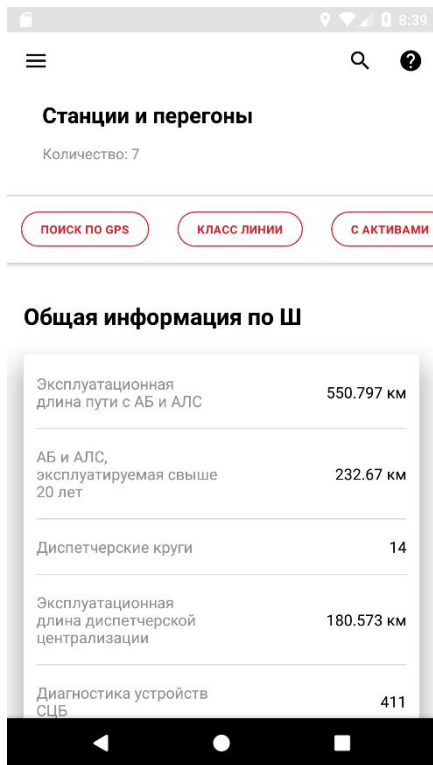 8:39
Станции и перегоны
Количество: 7
ПОИСК ПО GPS
КЛАСС ЛИНИИ
С АКТИВАМИ
Общая информация по Ш
Эксплуатационная
длина пути с АБ и АЛС
550.797 км
АБ и АЛС,
эксплуатируемая свыше
20 лет
232.67 км
Диспетчерские круги
14
Эксплуатационная
длина диспетчерской
централизации
180.573 км
Диагностика устройств
СЦБ
411